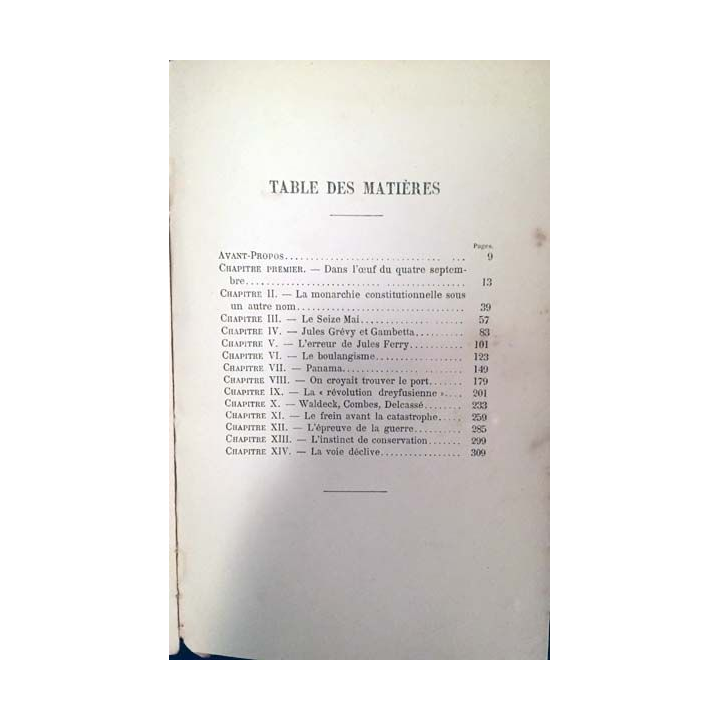 TABLE DES MATIÈRES
Pages.
AVANT-PROPOS.................................. ... 9
CHAPITRE PREMIER. — Dans l'œuf du quatre septem-
bre............................................. 13
CHAPITRE II. — La monarchie constitutionnelle sous
un autre nom.................................... 39
CHAPITRE III. — Le Seize Mai.................... 57
CHAPITRE IV. — Jules Grévy et Gambetta.......... 83
CHAPITRE V. — L'erreur de Jules Ferry........... 101
CHAPITRE VI. — Le boulangisme................... 123
CHAPITRE VII. — Panama.......................... 149
CHAPITRE VIII. — On croyait trouver le port....... 179
CHAPITRE IX. — La « révolution dreyfusienne ».... 201
CHAPITRE X. — Waldeck, Combes, Delcassé........ 233
CHAPITRE XI. — Le frein avant la catastrophe..... 259
CHAPITRE XII. — L'épreuve de la guerre.......... 285
CHAPITRE XIII. — L'instinct de conservation....... 299
CHAPITRE XIV. — La voie déclive................. 309